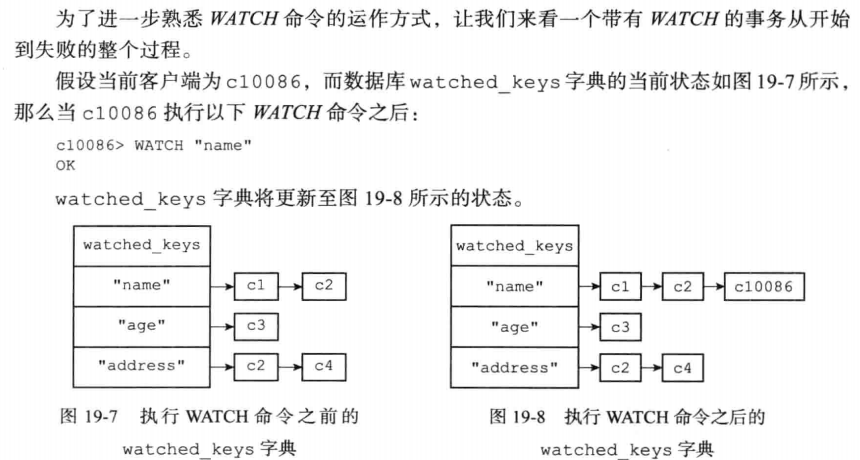 为了进一步熟悉 WATCH 命令的运作方式，让我们来看一个带有 WATCH 的事务从开始
到失败的整个过程。
假设当前客户端为 c10086，而数据库 watched_keys 字典的当前状态如图 19-7 所示，
那么当 c10086 执行以下 WATCH 命令之后：
c10086> WATCH "name"
OK
watched_keys 字典将更新至图 19-8 所示的状态。
watched_keys
"name" c1 c2
"age" c3
"address" c2 c4
图 19-7 执行 WATCH 命令之前的
watched_keys 字典
watched_keys
"name" c1 c2 c10086
"age" c3
"address" c2 c4
图 19-8 执行 WATCH 命令之后的
watched_keys 字典